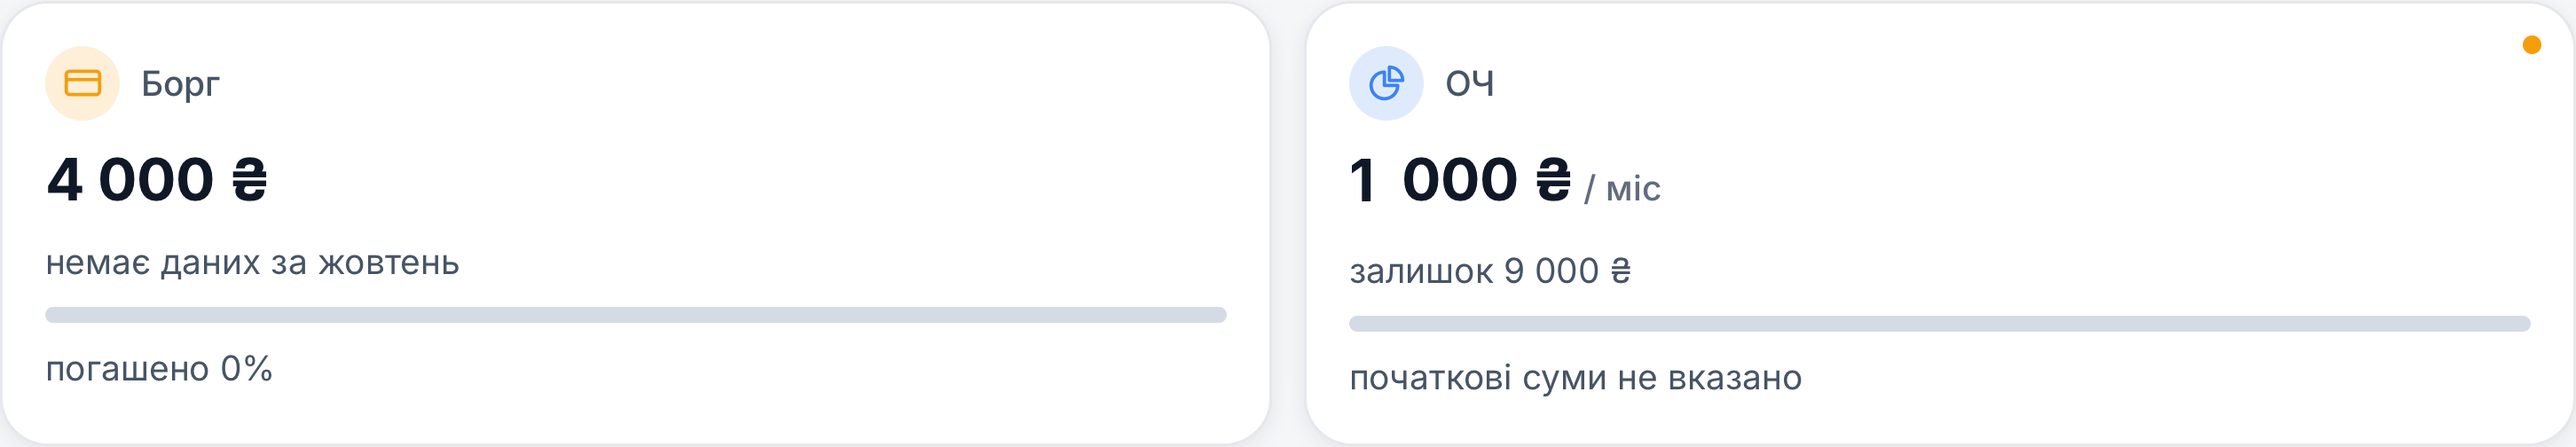 Борг
4 000 ₴
немає даних за жовтень
погашено 0%
ОЧ
1 000 ₴ / міс
залишок 9 000 ₴
початкові суми не вказано